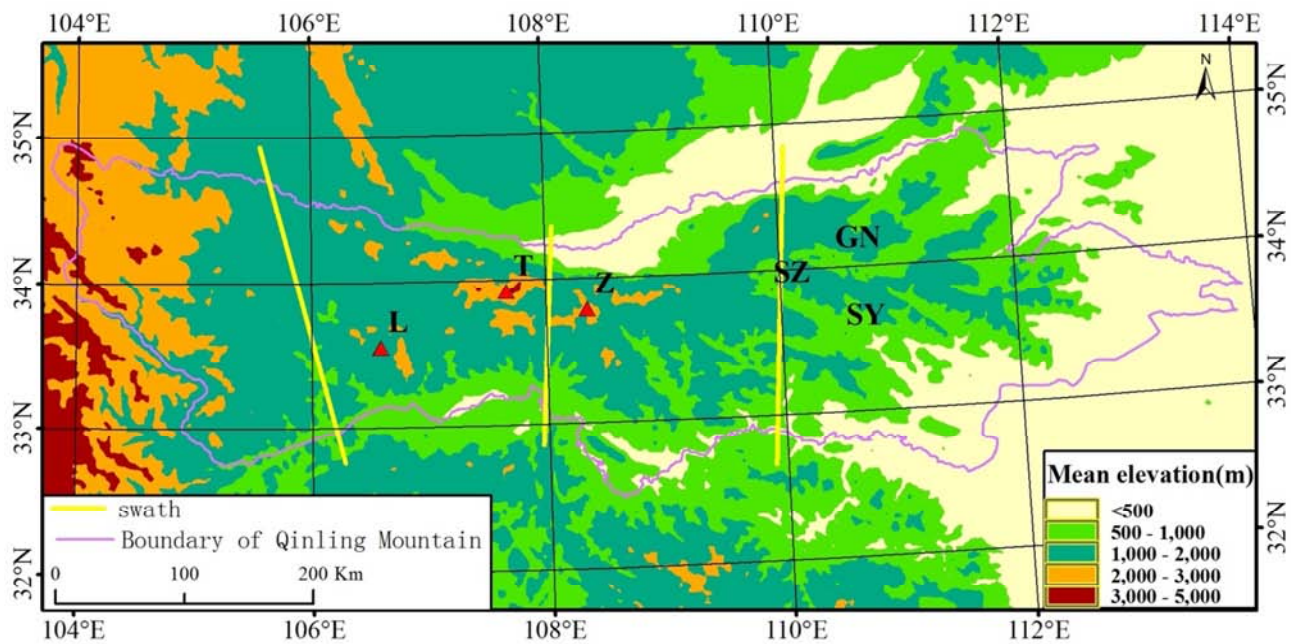 104°E 106°E 108°E 110°E 112°E 114°E
N
35°N 35°N
34°N 34°N
33°N 33°N
32°N 32°N
GN
T
SZ
Z
L
SY
swath
Boundary of Qinling Mountain
0 100 200 Km
Mean elevation(m)
<500
500 - 1,000
1,000 - 2,000
2,000 - 3,000
3,000 - 5,000
104°E 106°E 108°E 110°E 112°E